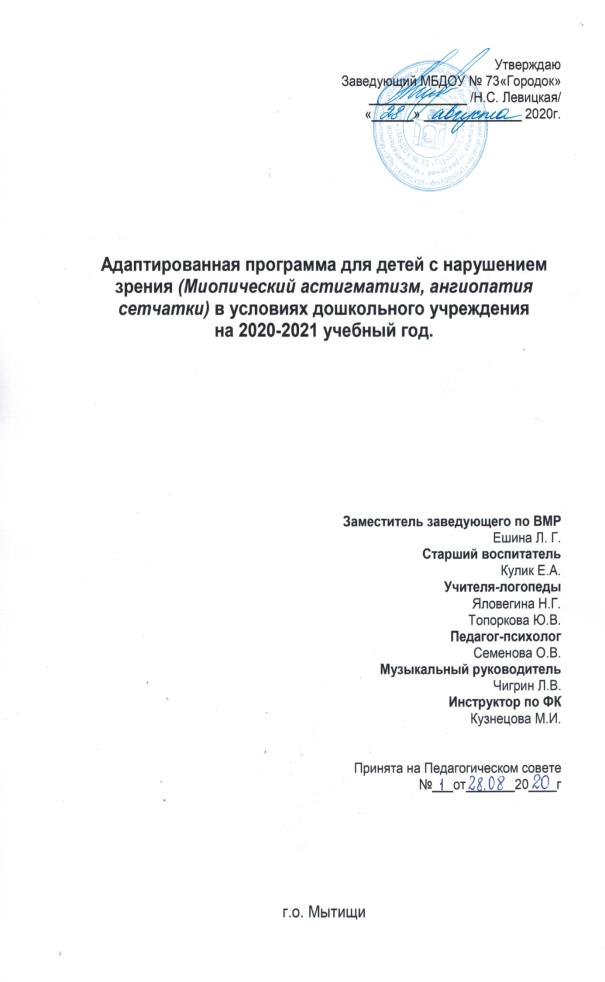 Утверждаю
Заведующий МБДОУ № 73«Городок»
/Н.С. Левицкая/
«28» августа 2020г.
Адаптированная программа для детей с нарушением
зрения (Миопический астигматизм, ангиопатия
сетчатки) в условиях дошкольного учреждения
на 2020-2021 учебный год.
Заместитель заведующего по ВМР
Ешина Л. Г.
Старший воспитатель
Кулик Е.А.
Учителя-логопеды
Яловегина Н.Г.
Топоркова Ю.В.
Педагог-психолог
Семенова О.В.
Музыкальный руководитель
Чигрин Л.В.
Инструктор по ФК
Кузнецова М.И.
Принята на Педагогическом совете
№ 1 от 28.08 2020 г
г.о. Мытищи